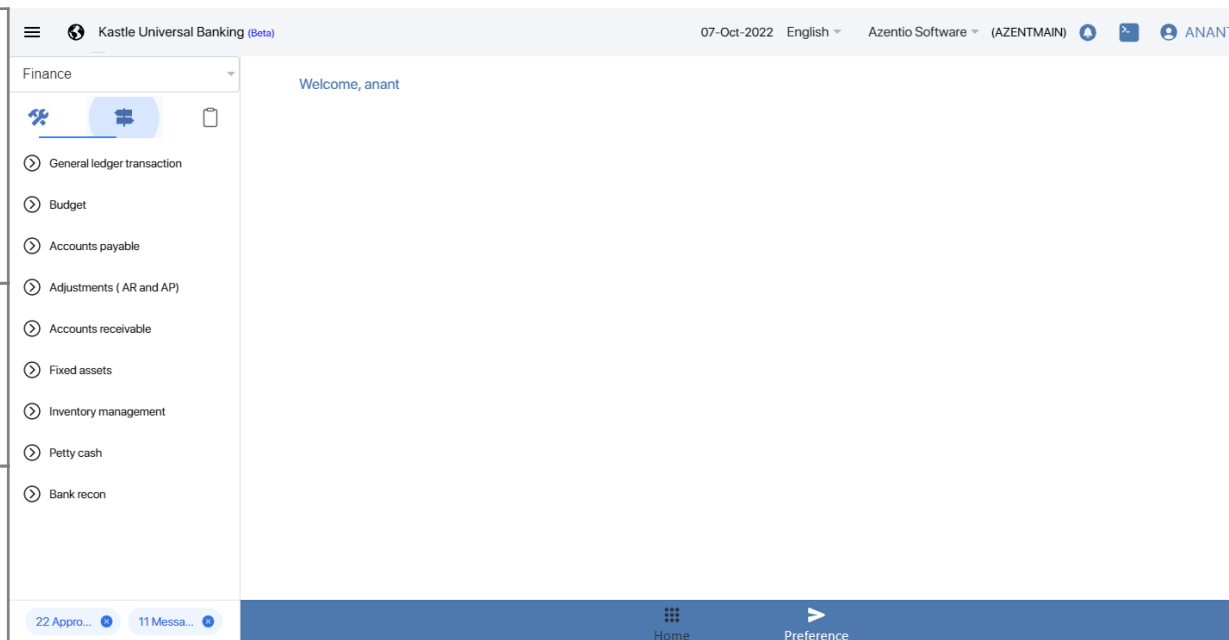 Kastle Universal Banking (Beta)
07-Oct-2022 English Azentio Software (AZENTMAIN) ANANT
Finance
Welcome, anant
General ledger transaction
Budget
Accounts payable
Adjustments ( AR and AP)
Accounts receivable
Fixed assets
Inventory management
Petty cash
Bank recon
22 Appro... 11 Messa...
Home Preference